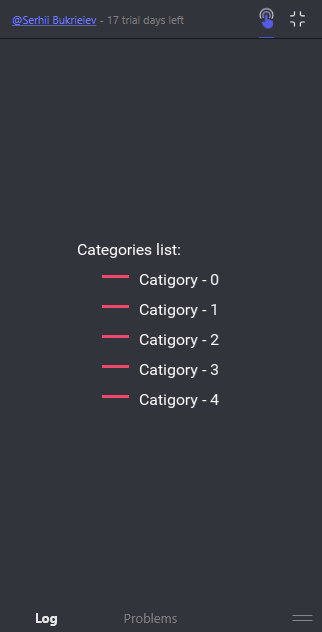 @Serhii Bukrieiev - 17 trial days left
Categories list:
Catigory - 0
Catigory - 1
Catigory - 2
Catigory - 3
Catigory - 4
Log Problems